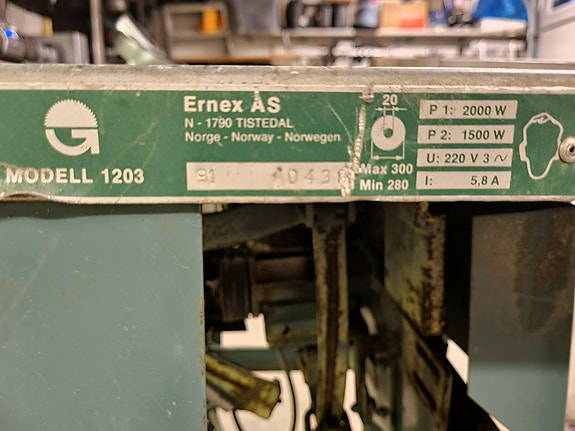 Ernex AS
N - 1790 TISTEDAL
Norge - Norway - Norwegen
MODELL 1203
91
20
Max 300
Min 280
P 1: 2000 W
P 2: 1500 W
U: 220 V 3 ~
I: 5,8 A